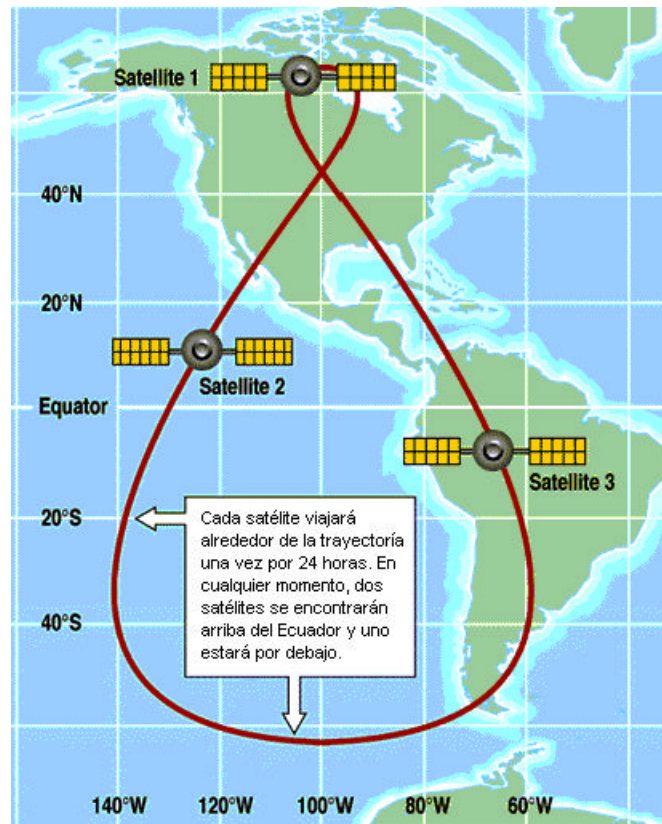 Satellite 1
40°N
20°N
Satellite 2
Equator
Satellite 3
20°S
Cada satélite viajará
alrededor de la trayectoría
una vez por 24 horas. En
cualquier momento, dos
satélites se encontrarán
arriba del Ecuador y uno
estará por debajo.
40°S
140°W 120°W 100°W 80°W 60°W